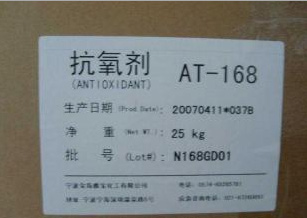 抗氧剂 AT-168
(ANTIOXIDANT)
生产日期 (Prod Date): 20070411*037B
净 重 (Net WT.): 25 kg
批 号 (Lot#): N168GD01